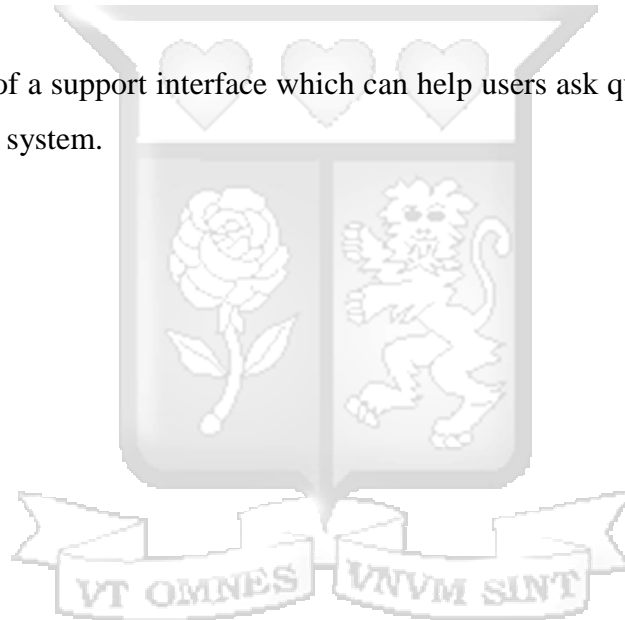 of a support interface which can help users ask q
system.
VT OMNES VNVM SINT